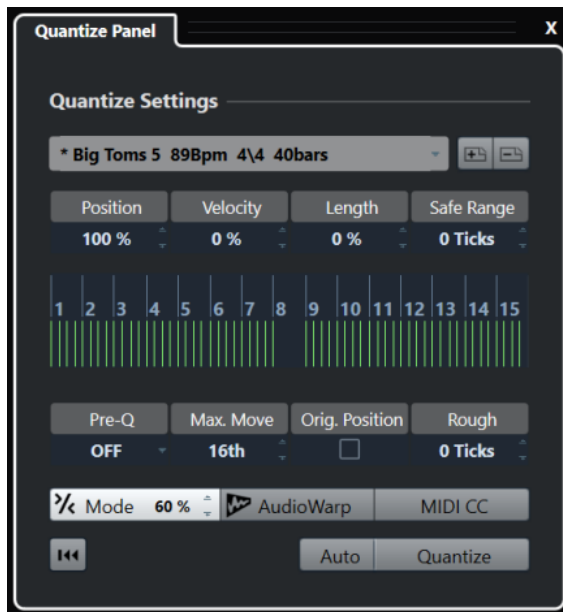 Quantize Panel X
Quantize Settings
* Big Toms 5 89Bpm 4\4 40bars
Position Velocity Length Safe Range
100 % 0 % 0 % 0 Ticks
1 2 3 4 5 6 7 8 9 10 11 12 13 14 15
Pre-Q Max. Move Orig. Position Rough
OFF 16th 0 Ticks
Mode 60 % AudioWarp MIDI CC
Auto Quantize